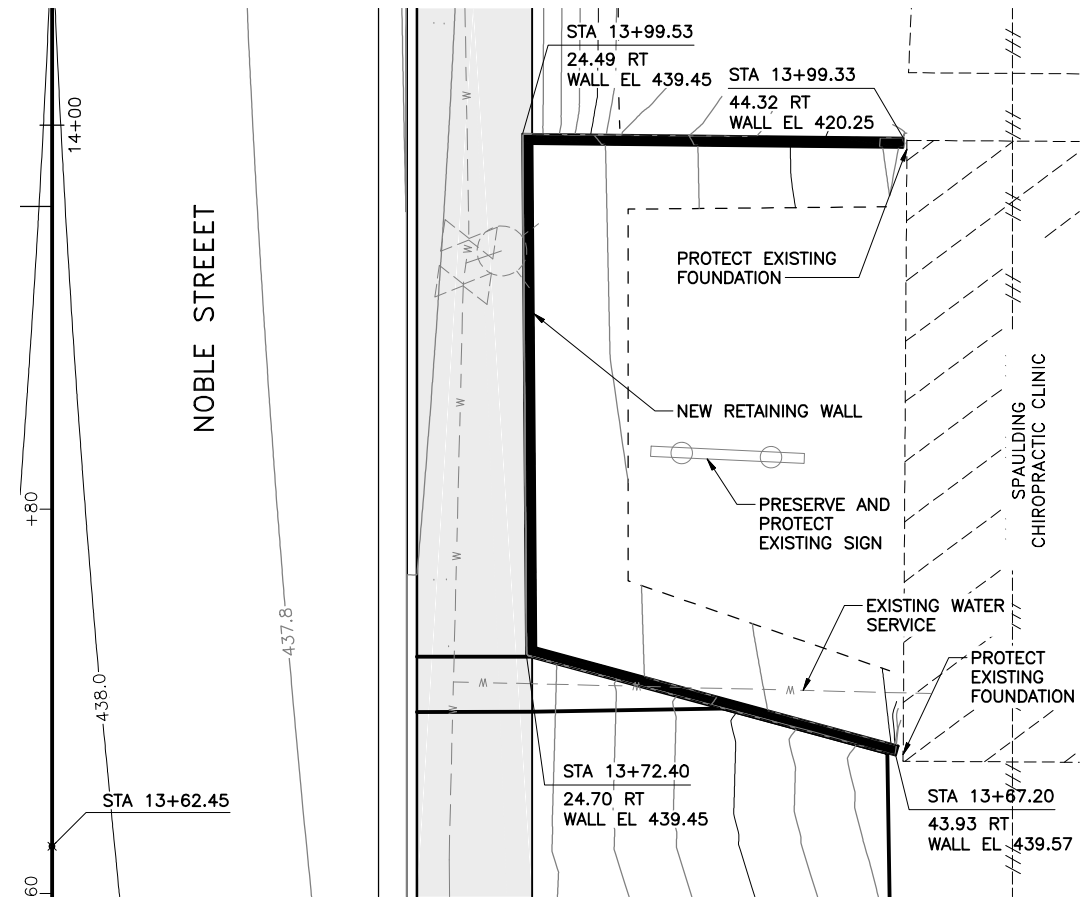 STA 13+99.53
24.49 RT
WALL EL 439.45
STA 13+99.33
44.32 RT
WALL EL 420.25
14+00
W
NOBLE STREEET
W
PROTECT EXISTING
FOUNDATION
W
NEW RETAINING WALL
SPAULDING
CHIROPRACTIC CLINIC
+80
PRESERVE AND
PROTECT
EXISTING SIGN
W
437.8
EXISTING WATER
SERVICE
PROTECT
EXISTING
FOUNDATION
438.0
W
W
W
W
STA 13+72.40
24.70 RT
WALL EL 439.45
STA 13+62.45
STA 13+67.20
43.93 RT
WALL EL 439.57
60